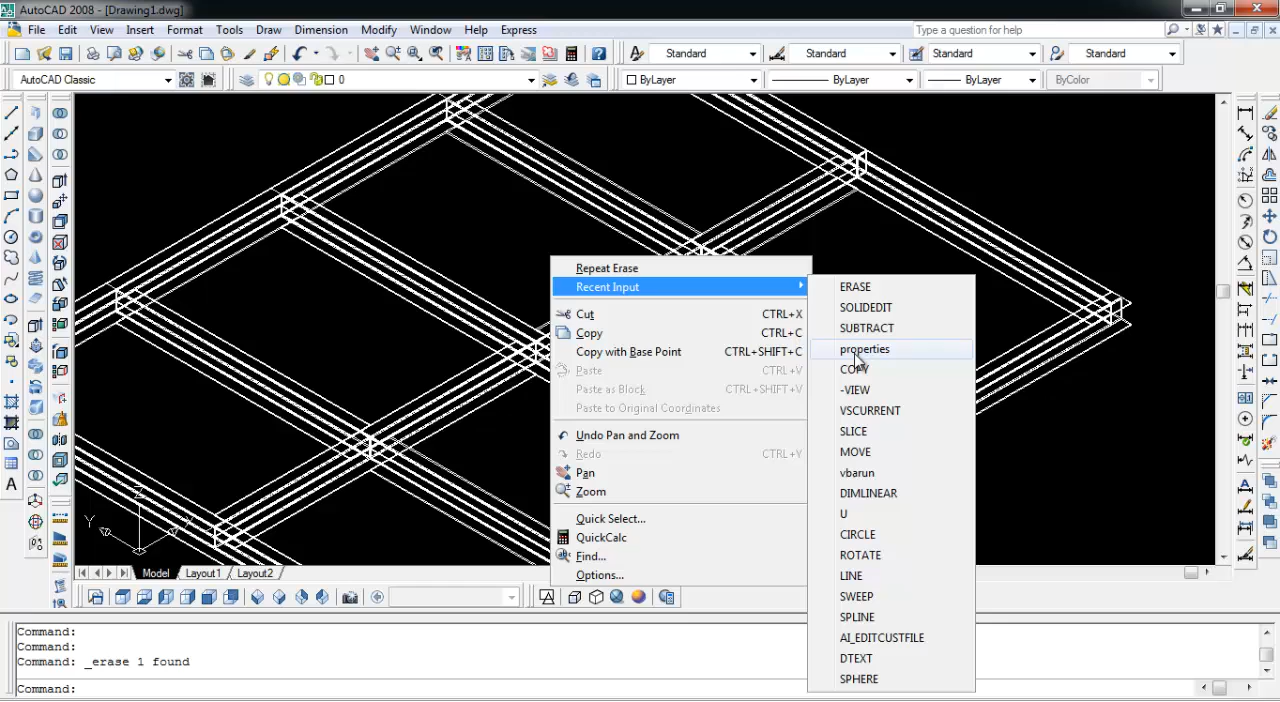 AutoCAD 2008 - [Drawing1.dwg]
File Edit View Insert Format Tools Draw Dimension Modify Window Help Express
Type a question for help
Standard Standard Standard Standard
AutoCAD Classic
0
ByLayer ByLayer ByLayer ByColor
Repeat Erase
Recent Input
Cut CTRL+X
Copy CTRL+C
Copy with Base Point CTRL+SHIFT+C
Paste CTRL+V
Paste as Block CTRL+SHIFT+V
Paste to Original Coordinates
Undo Pan and Zoom
Redo CTRL+Y
Pan
Zoom
Quick Select...
QuickCalc
Find...
Options...
ERASE
SOLIDEDIT
SUBTRACT
properties
COPY
-VIEW
VSCURRENT
SLICE
MOVE
vbarun
DIMLINEAR
U
CIRCLE
ROTATE
LINE
SWEEP
SPLINE
AI_EDITCUSTFILE
DTEXT
SPHERE
Z
Y X
Model Layout1 Layout2
Command:
Command:
Command: _erase 1 found
Command: